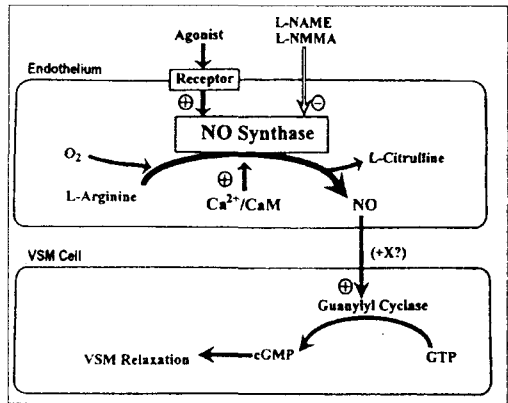 L-NAME
L-NMMA
Agonist
Endothelium
Receptor
⊕
⊖
NO Synthase
O₂
L-Citrulline
L-Arginine
⊕
Ca²⁺/CaM
NO
VSM Cell
(+X?)
⊕
Guanylyl Cyclase
VSM Relaxation
cGMP
GTP